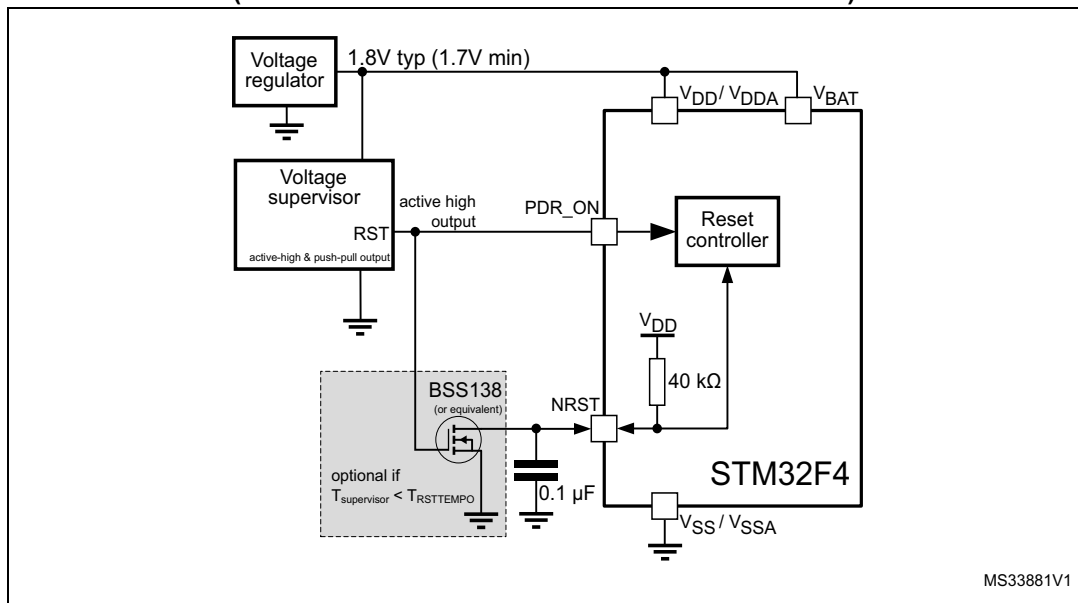 Voltage
regulator
1.8V typ (1.7V min)
VDD / VDDA
VBAT
Voltage
supervisor
RST
active-high & push-pull output
active high
output
PDR_ON
Reset
controller
VDD
40 kΩ
BSS138
(or equivalent)
NRST
optional if
Tsupervisor < TRSTTEMPO
0.1 µF
STM32F4
VSS / VSSA
MS33881V1